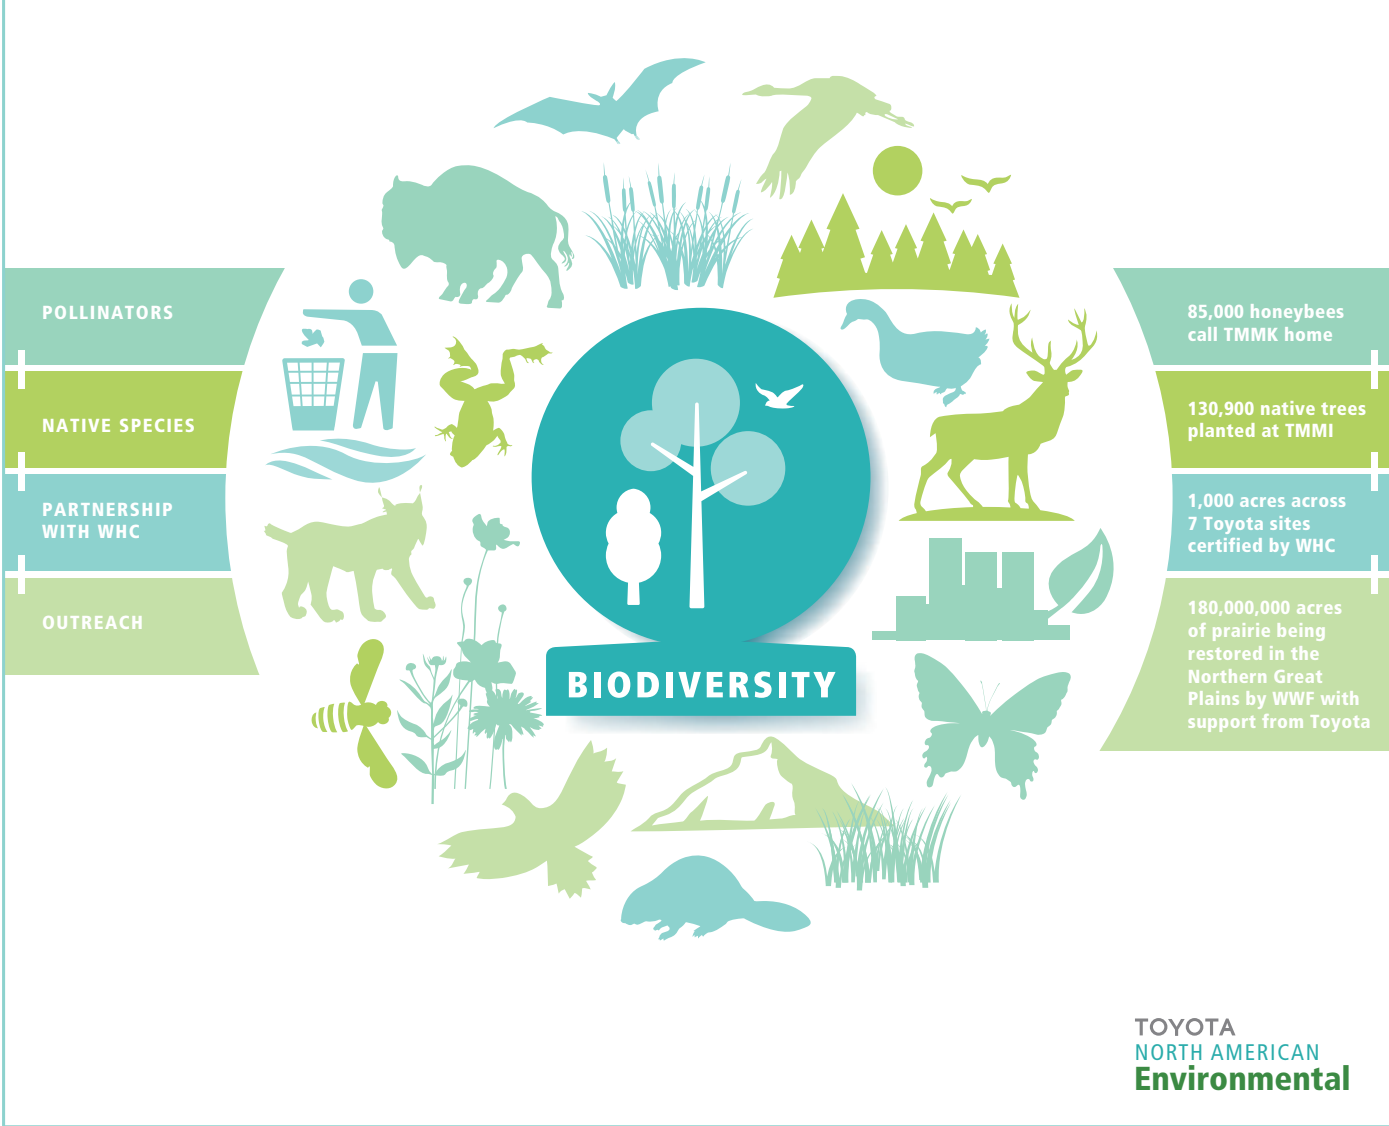 POLLINATORS
NATIVE SPECIES
PARTNERSHIP
WITH WHC
OUTREACH
BIODIVERSITY
85,000 honeybees
call TMMK home
130,900 native trees
planted at TMMI
1,000 acres across
7 Toyota sites
certified by WHC
180,000,000 acres
of prairie being
restored in the
Northern Great
Plains by WWF with
support from Toyota
TOYOTA
NORTH AMERICAN
Environmental